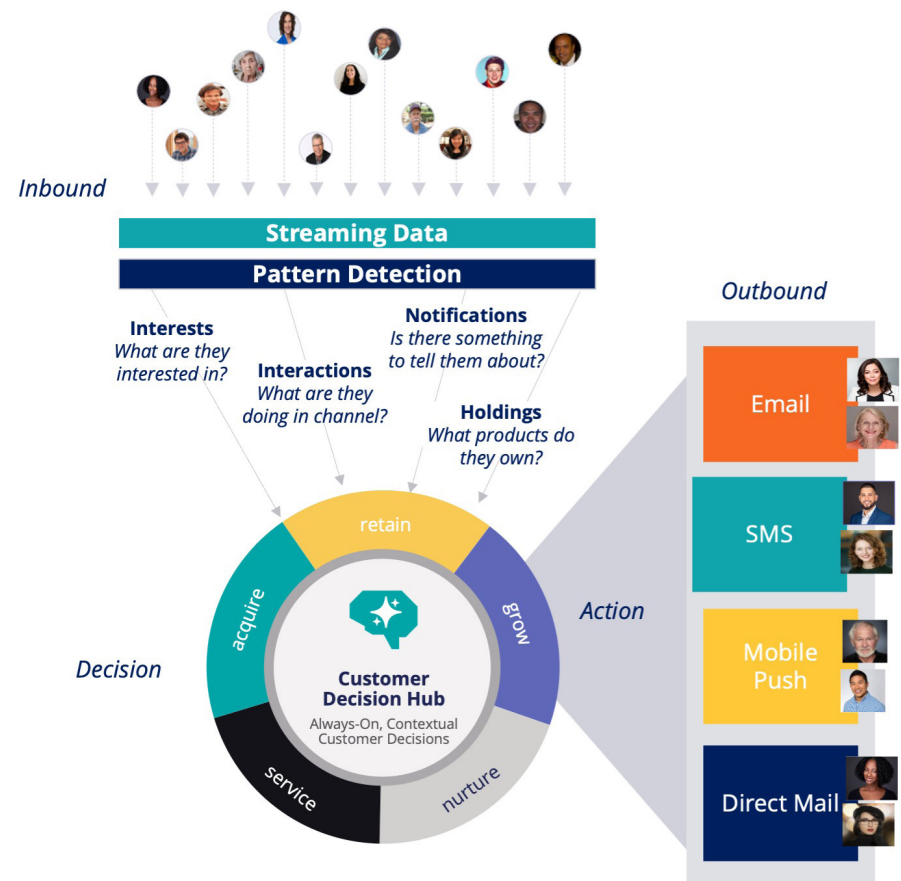 Inbound
Streaming Data
Pattern Detection
Interests
What are they
interested in?
Interactions
What are they
doing in channel?
Notifications
Is there something
to tell them about?
Holdings
What products do
they own?
Decision
acquire
retain
grow
nurture
service
Customer
Decision Hub
Always-On, Contextual
Customer Decisions
Action
Outbound
Email
SMS
Mobile
Push
Direct Mail